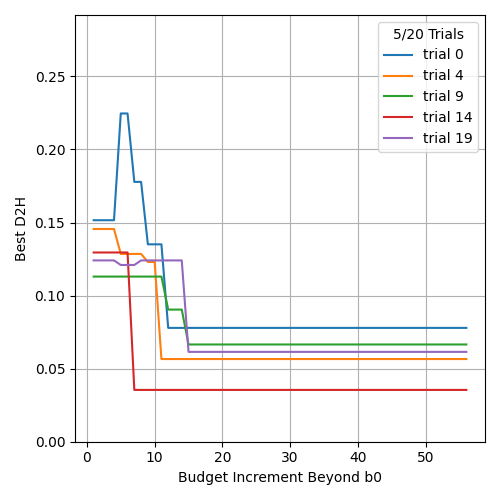 5/20 Trials
trial 0
trial 4
trial 9
trial 14
trial 19
0.25
0.20
0.15
0.10
0.05
0.00
Best D2H
0 10 20 30 40 50
Budget Increment Beyond b0